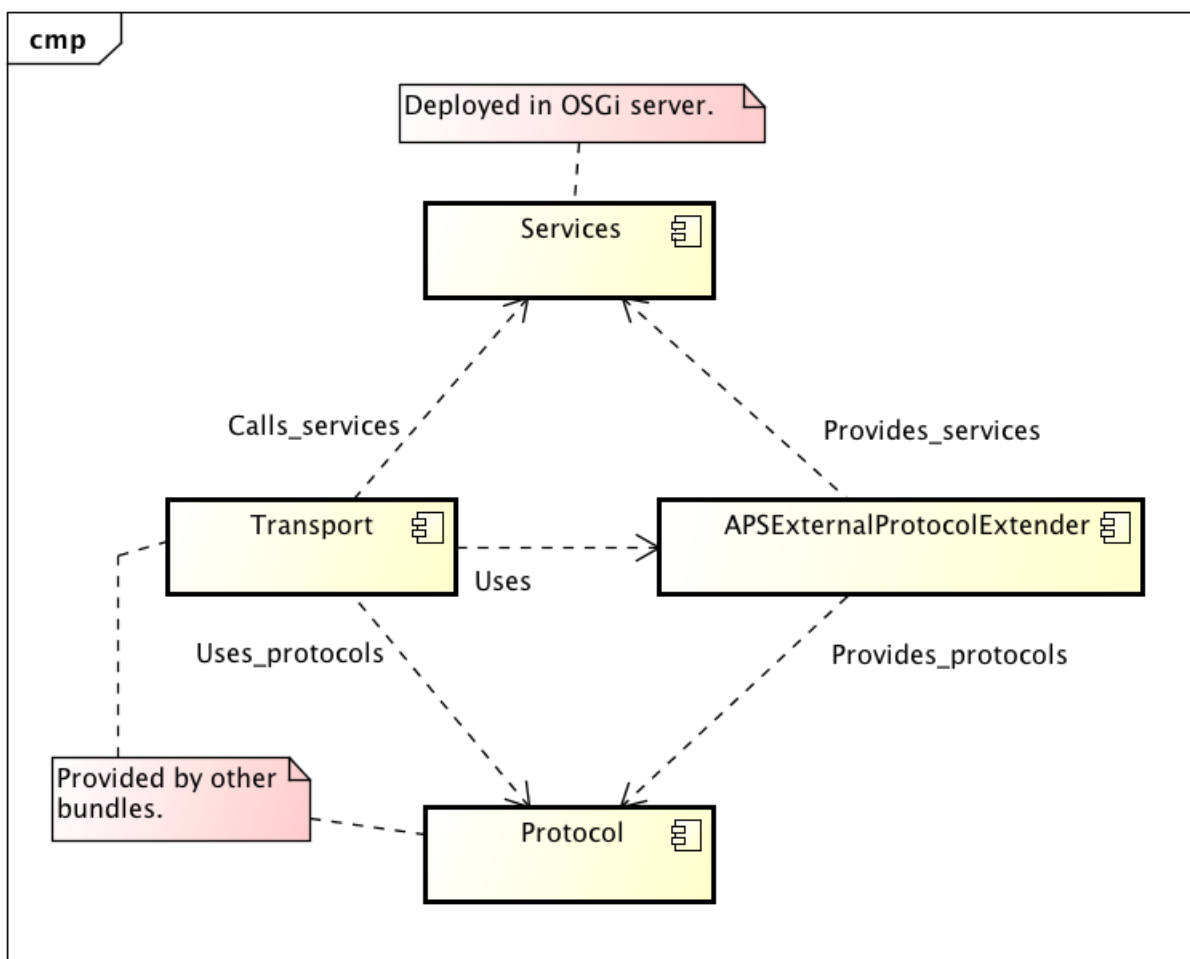 cmp
Deployed in OSGi server.
Services
Calls_services
Provides_services
Transport
APSExternalProtocolExtender
Uses
Uses_protocols
Provides_protocols
Provided by other
bundles.
Protocol